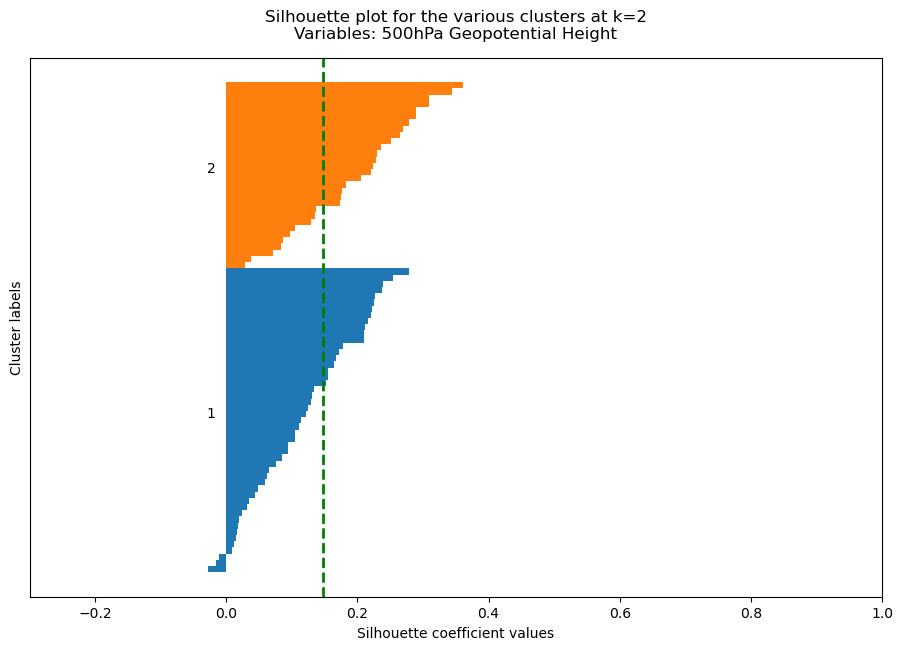 Silhouette plot for the various clusters at k=2
Variables: 500hPa Geopotential Height
2
Cluster labels
1
−0.2 0.0 0.2 0.4 0.6 0.8 1.0
Silhouette coefficient values